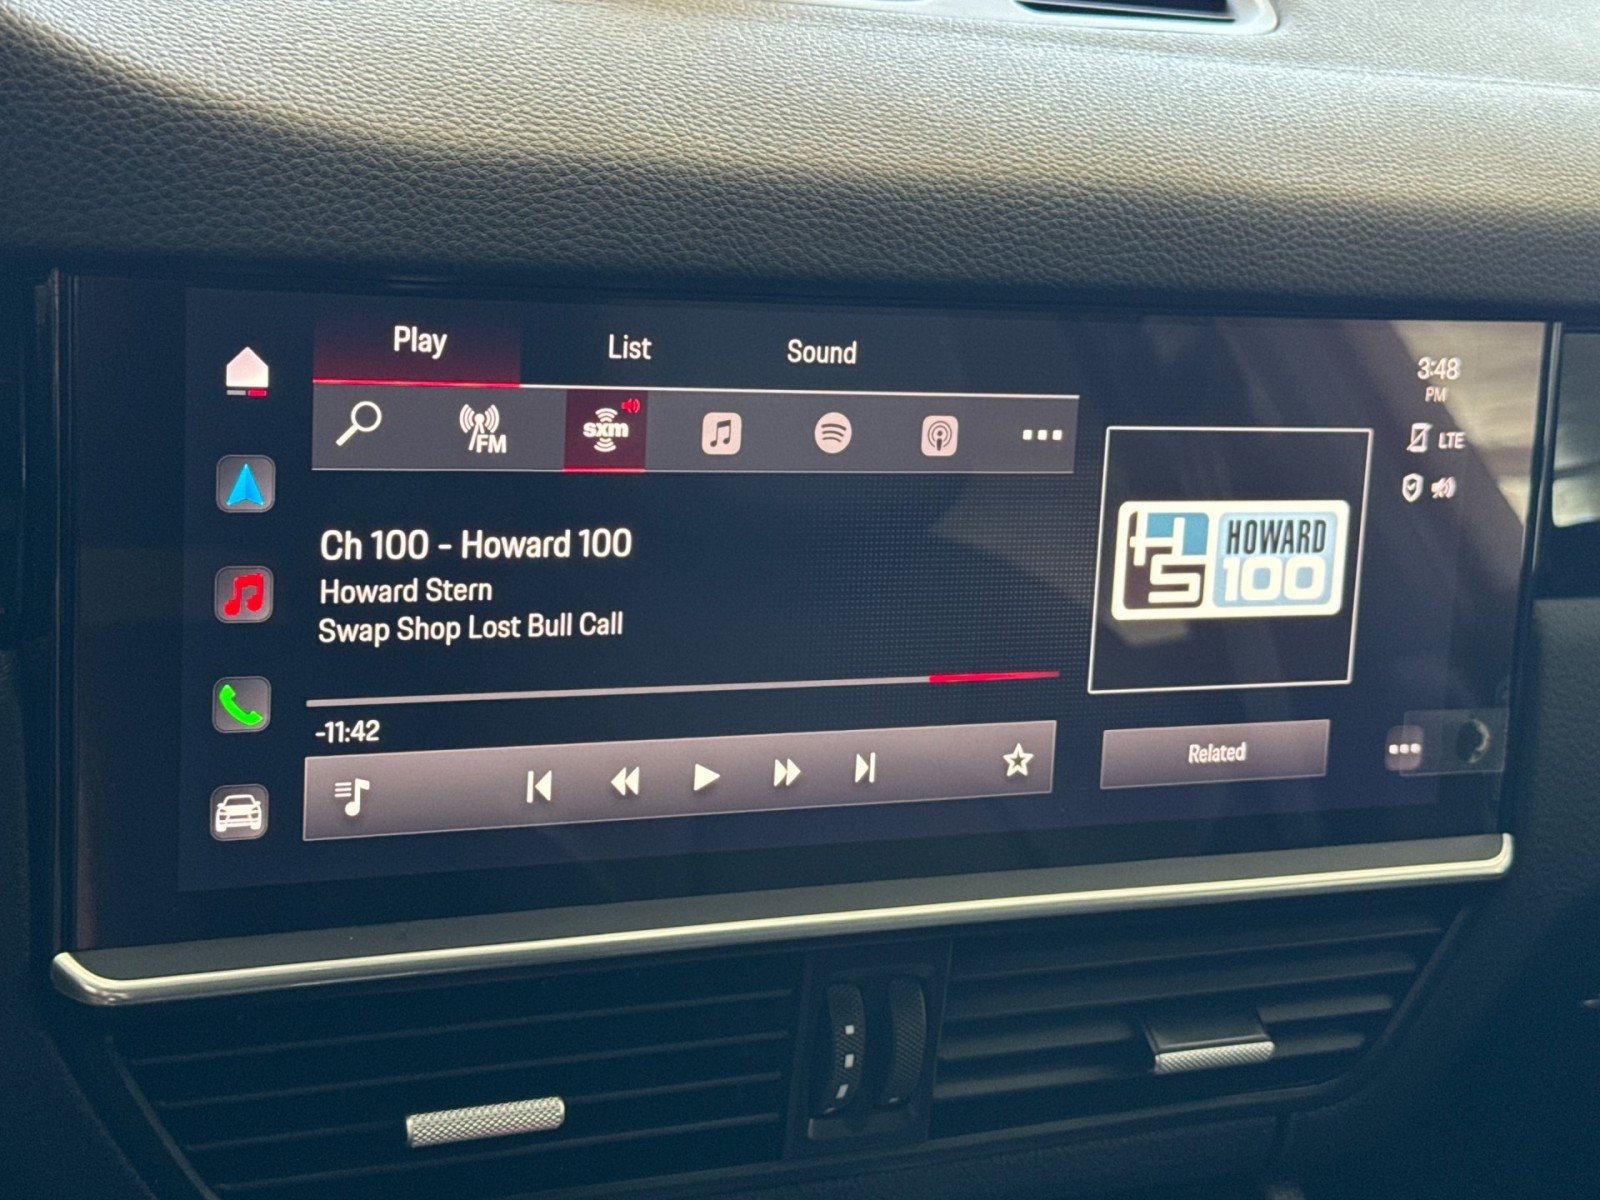 Play
List
Sound
3:48
PM
FM
sxm
LTE
Ch 100 - Howard 100
Howard Stern
Swap Shop Lost Bull Call
HS
HOWARD
100
-11:42
Related